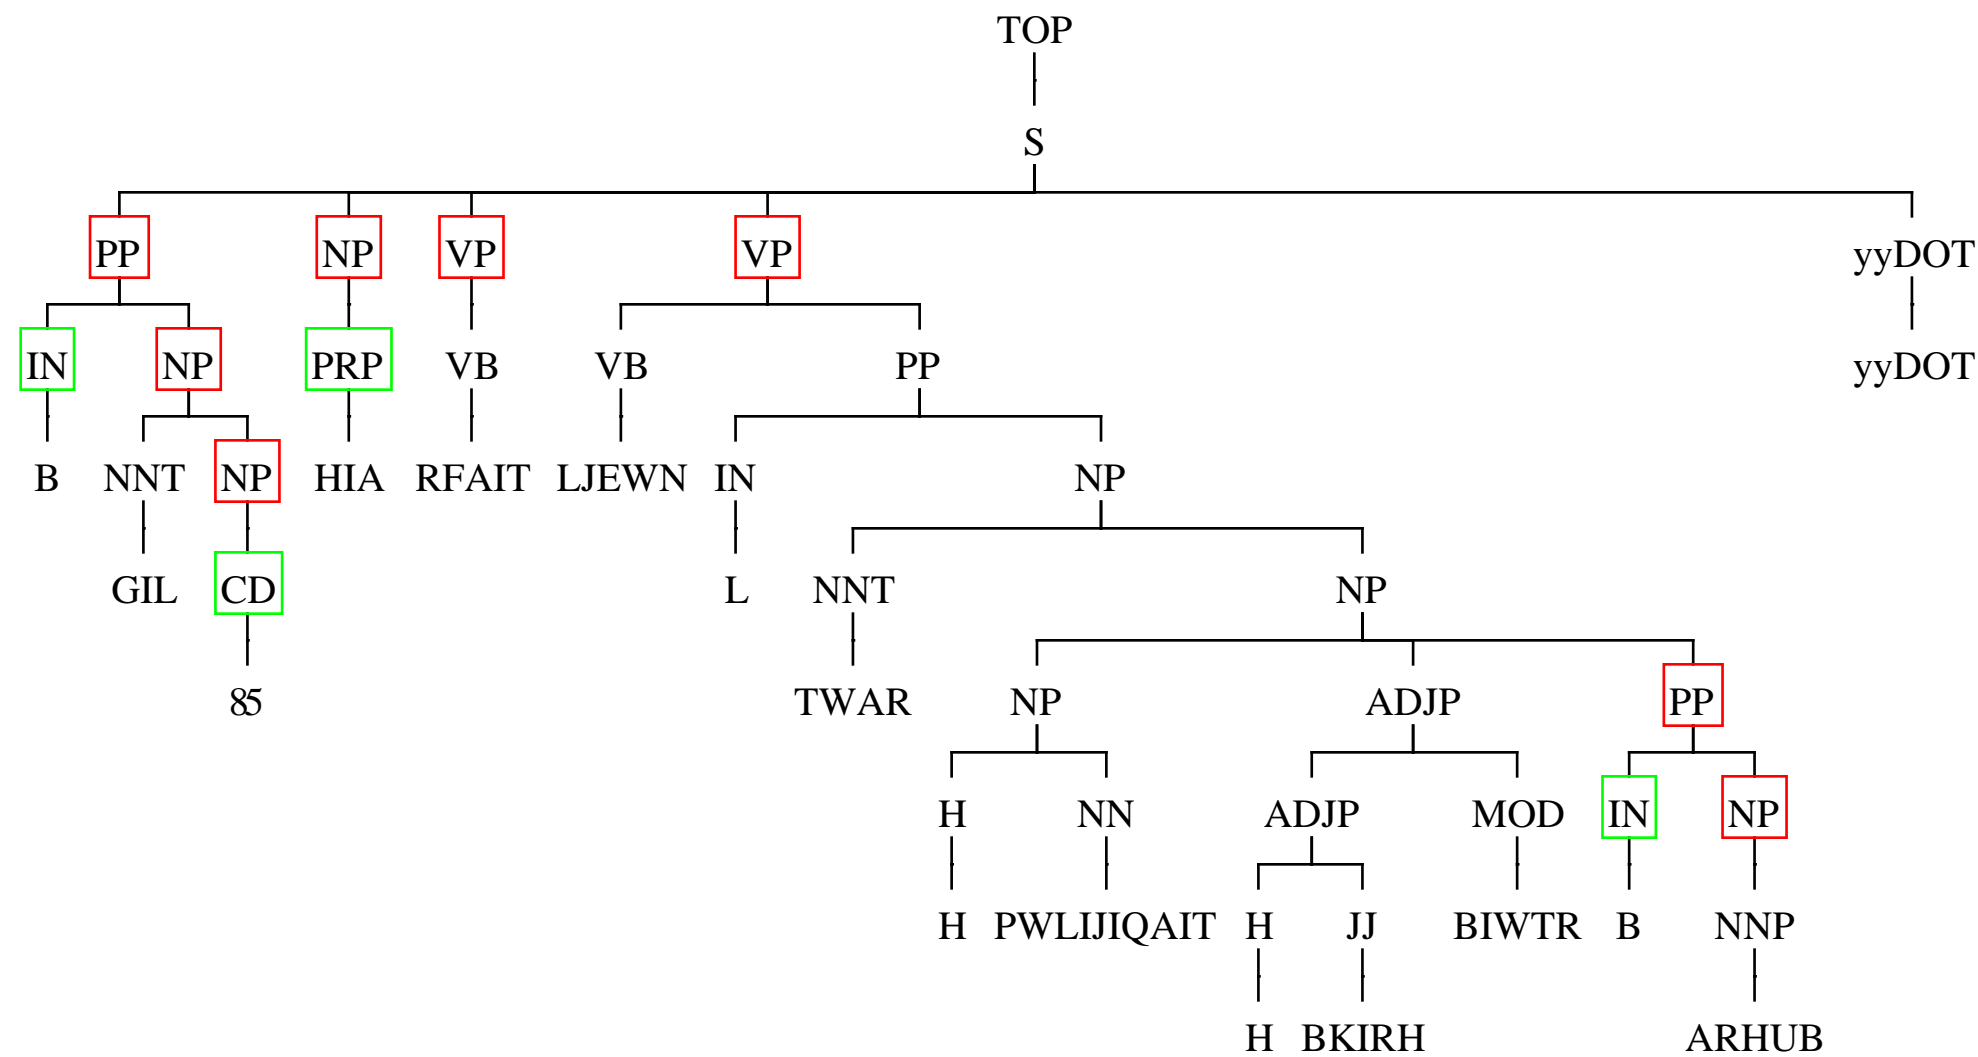 TOP
S
PP NP VP VP yyDOT
IN NP PRP VB VB PP yyDOT
B NNT NP HIA RFAIT LJEWN IN NP
GIL CD L NNT NP
85 TWAR NP ADJP PP
H NN ADJP MOD IN NP
H PWLIJIQAIT H JJ BIWTR B NNP
H BKIRH ARHUB